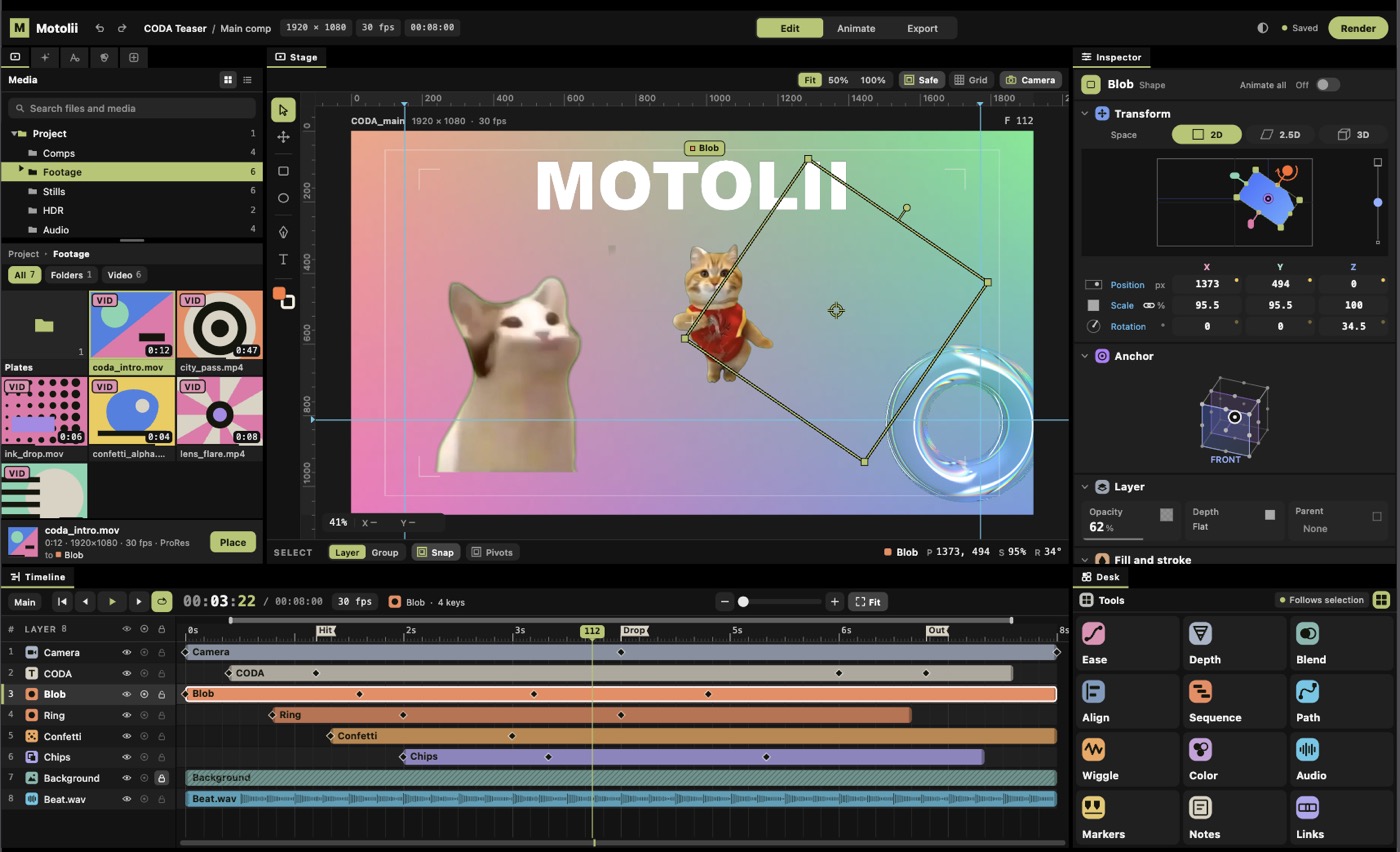 M Motolii CODA Teaser / Main comp 1920 × 1080 30 fps 00:08:00 Edit Animate Export Saved Render
Stage
Inspector
Media
Fit 50% 100% Safe Grid Camera
Blob Shape Animate all Off
Search files and media
0 200 400 600 800 1000 1200 1400 1600 1800
Transform
CODA_main 1920 × 1080 · 30 fps F 112
Project 1
Comps 4
Footage 6
Stills 6
HDR 2
Audio 4
Space 2D 2.5D 3D
Blob
MOTOLII
0
200
400
600
800
1000
Project · Footage
All 7 Folders 1 Video 6
T
X Y Z
Position px 1373 494 0
Scale % 95.5 95.5 100
Rotation ° 0 0 34.5
1
Plates
VID
0:12
coda_intro.mov
VID
0:47
city_pass.mp4
VID
0:06
ink_drop.mov
VID
0:04
confetti_alpha....
VID
0:08
lens_flare.mp4
VID
Anchor
FRONT
Layer
Opacity
62 %
Depth
Flat
Parent
None
Fill and stroke
coda_intro.mov
0:12 · 1920×1080 · 30 fps · ProRes
to Blob
Place
41% X – Y –
SELECT Layer Group Snap Pivots Blob P 1373, 494 S 95% R 34°
Timeline
Main 00:03:22 / 00:08:00 30 fps Blob · 4 keys Fit
# LAYER 8 0s Hit 2s 3s 112 Drop 5s 6s Out 8s
1 Camera Camera
2 T CODA CODA
3 Blob Blob
4 Ring Ring
5 Confetti Confetti
6 Chips Chips
7 Background Background
8 Beat.wav Beat.wav
Desk
Tools Follows selection
Ease Depth Blend
Align Sequence Path
Wiggle Color Audio
Markers Notes Links